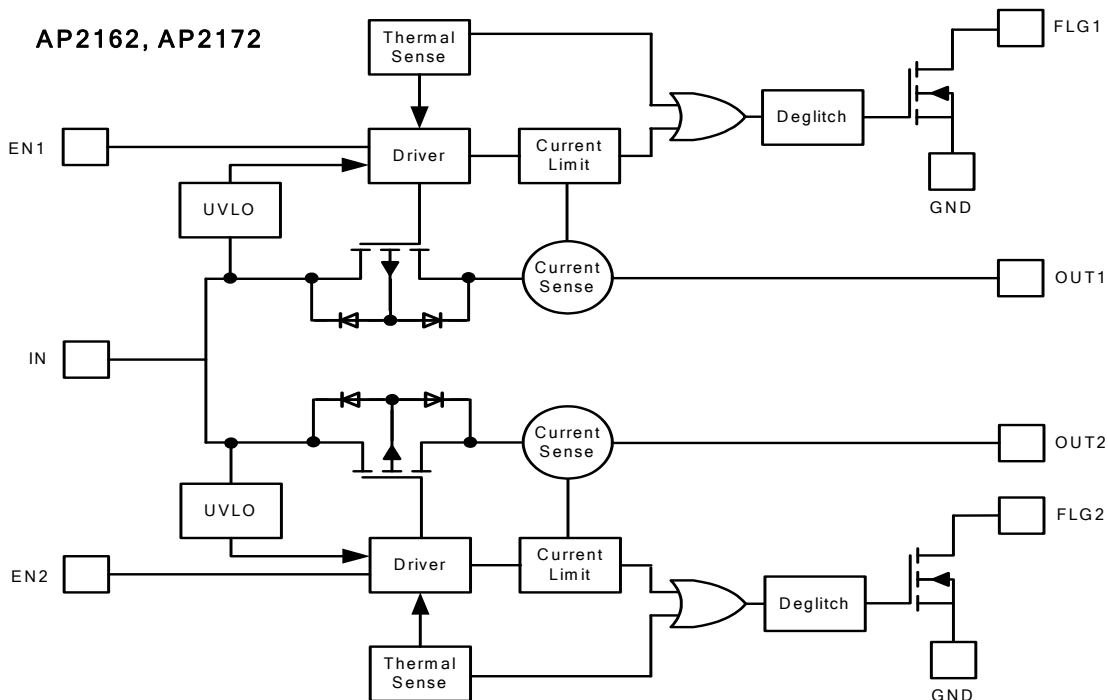 AP2162, AP2172
Thermal
Sense
FLG1
EN1
Driver
Current
Limit
Deglitch
GND
UVLO
Current
Sense
OUT1
IN
Current
Sense
OUT2
UVLO
FLG2
EN2
Driver
Current
Limit
Deglitch
Thermal
Sense
GND